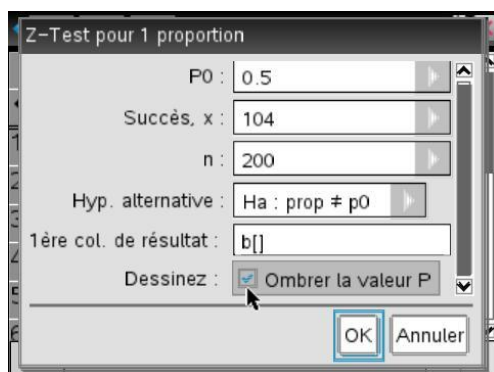 Z-Test pour 1 proportion
P0 : 0.5
Succès, x : 104
n : 200
Hyp. alternative : Ha : prop ≠ p0
1ère col. de résultat : b[]
Dessinez : Ombrer la valeur P
OK Annuler